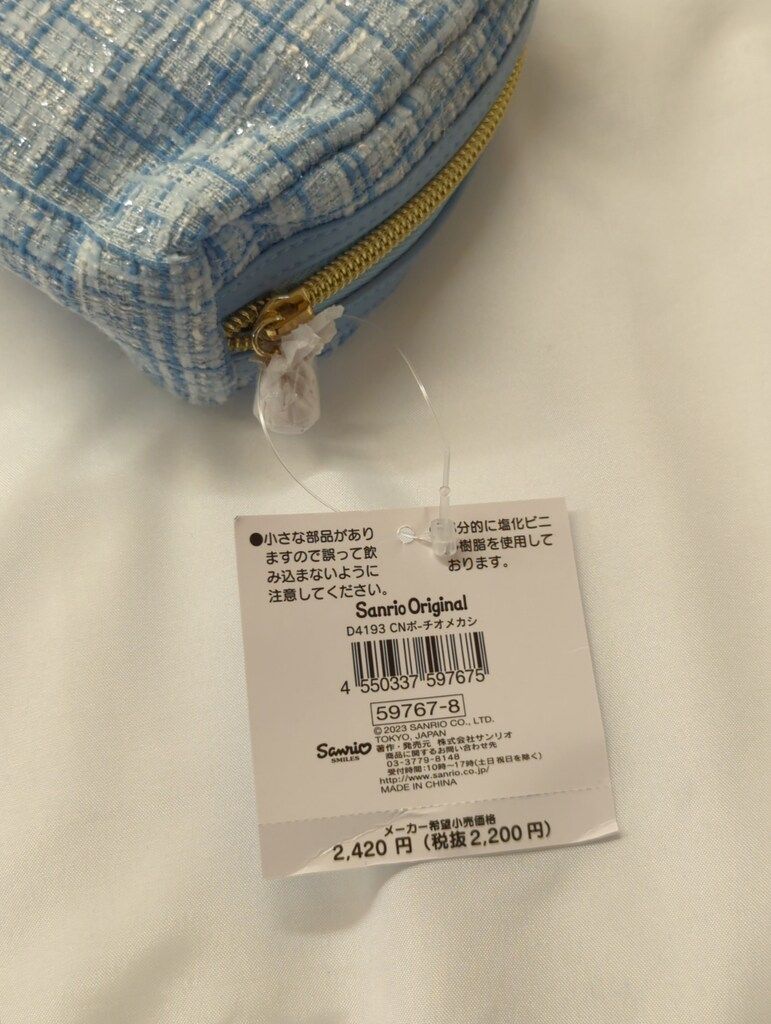 ●小さな部品があり
ますので誤って飲
み込まないように
注意してください。
分的に塩化ビニ
樹脂を使用して
おります。
Sanrio Original
D4193 CNポーチオメカシ
4 550337 597675
59767-8
©2023 SANRIO CO., LTD.
TOKYO, JAPAN
著作・発売元 株式会社サンリオ
商品に関するお問い合わせ先
03-3779-8148
受付時間:10時~17時(土日祝日を除く)
http://www.sanrio.co.jp/
MADE IN CHINA
Sanrio
SMILES
メーカー希望小売価格
2,420 円 (税抜2,200 円)